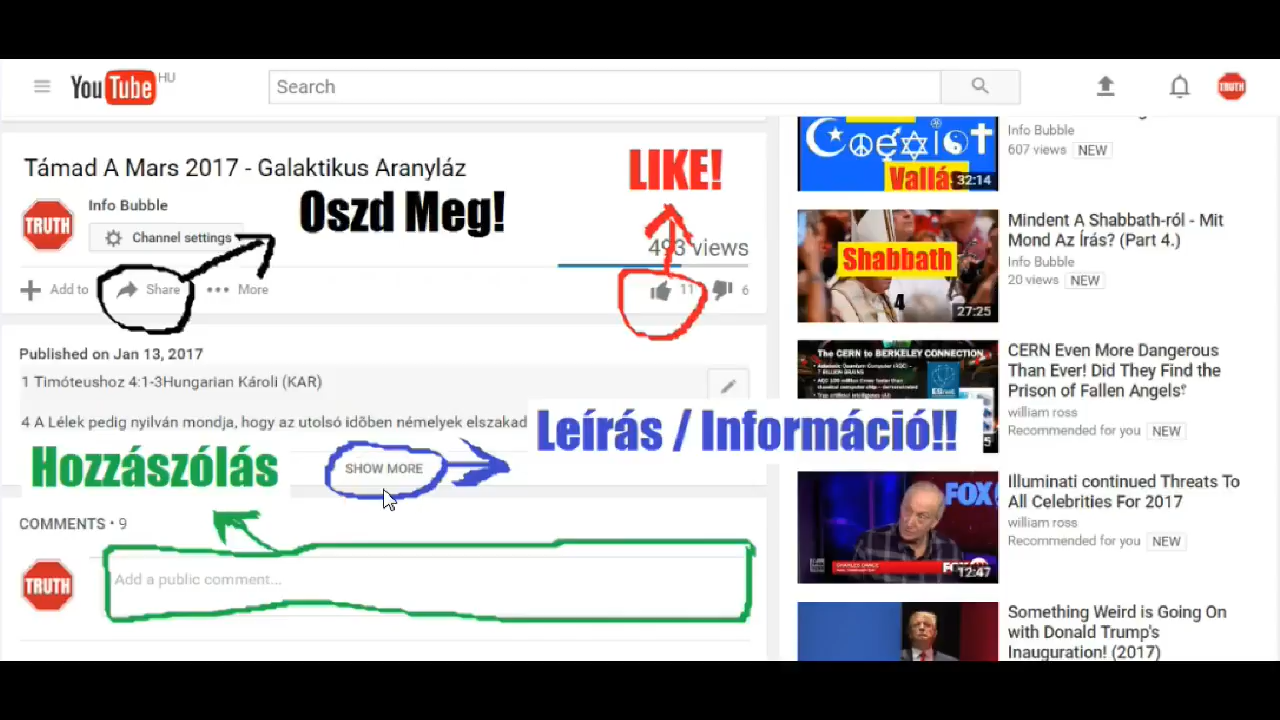 YouTube HU
Search
TRUTH
Támad A Mars 2017 - Galaktikus Aranyláz
LIKE!
TRUTH
Info Bubble
Oszd Meg!
Channel settings
493 views
Add to
Share
More
11
6
Published on Jan 13, 2017
1 Timóteushoz 4:1-3Hungarian Károli (KAR)
4 A Lélek pedig nyilván mondja, hogy az utolsó időben némelyek elszakad
Leírás / Információ!!
Hozzászólás
SHOW MORE
COMMENTS • 9
TRUTH
Add a public comment...
Vallás
32:14
Info Bubble
607 views NEW
Shabbath
4
27:25
Mindent A Shabbath-ról - Mit
Mond Az Írás? (Part 4.)
Info Bubble
20 views NEW
The CERN to BERKELEY CONNECTION
CERN Even More Dangerous
Than Ever! Did They Find the
Prison of Fallen Angels?
william ross
Recommended for you NEW
FOX
12:47
Illuminati continued Threats To
All Celebrities For 2017
william ross
Recommended for you NEW
Something Weird is Going On
with Donald Trump's
Inauguration! (2017)